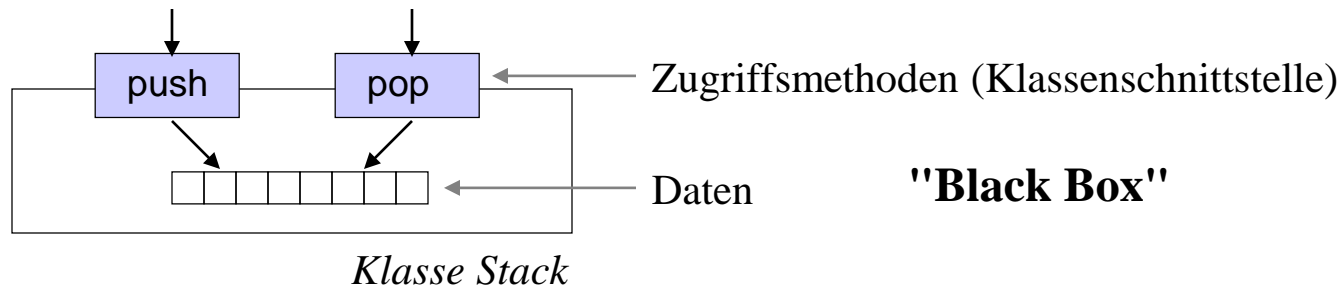 push
pop
Zugriffsmethoden (Klassenschnittstelle)
Daten
"Black Box"
Klasse Stack